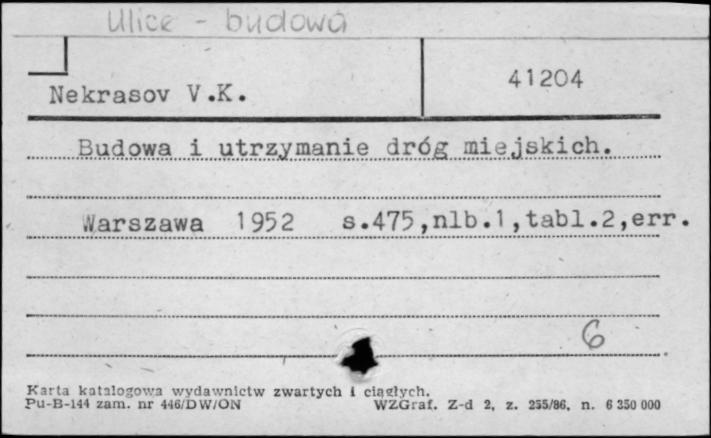 Ulice - budowa
41204
Nekrasov V.K.
Budowa i utrzymanie dróg miejskich.
Warszawa 1952 s.475,nlb.1,tabl.2,err.
6
Karta katalogowa wydawnictw zwartych i ciągłych.
Pu-B-144 zam. nr 446/DW/ON WZGraf. Z-d 2, z. 255/86, n. 6 350 000